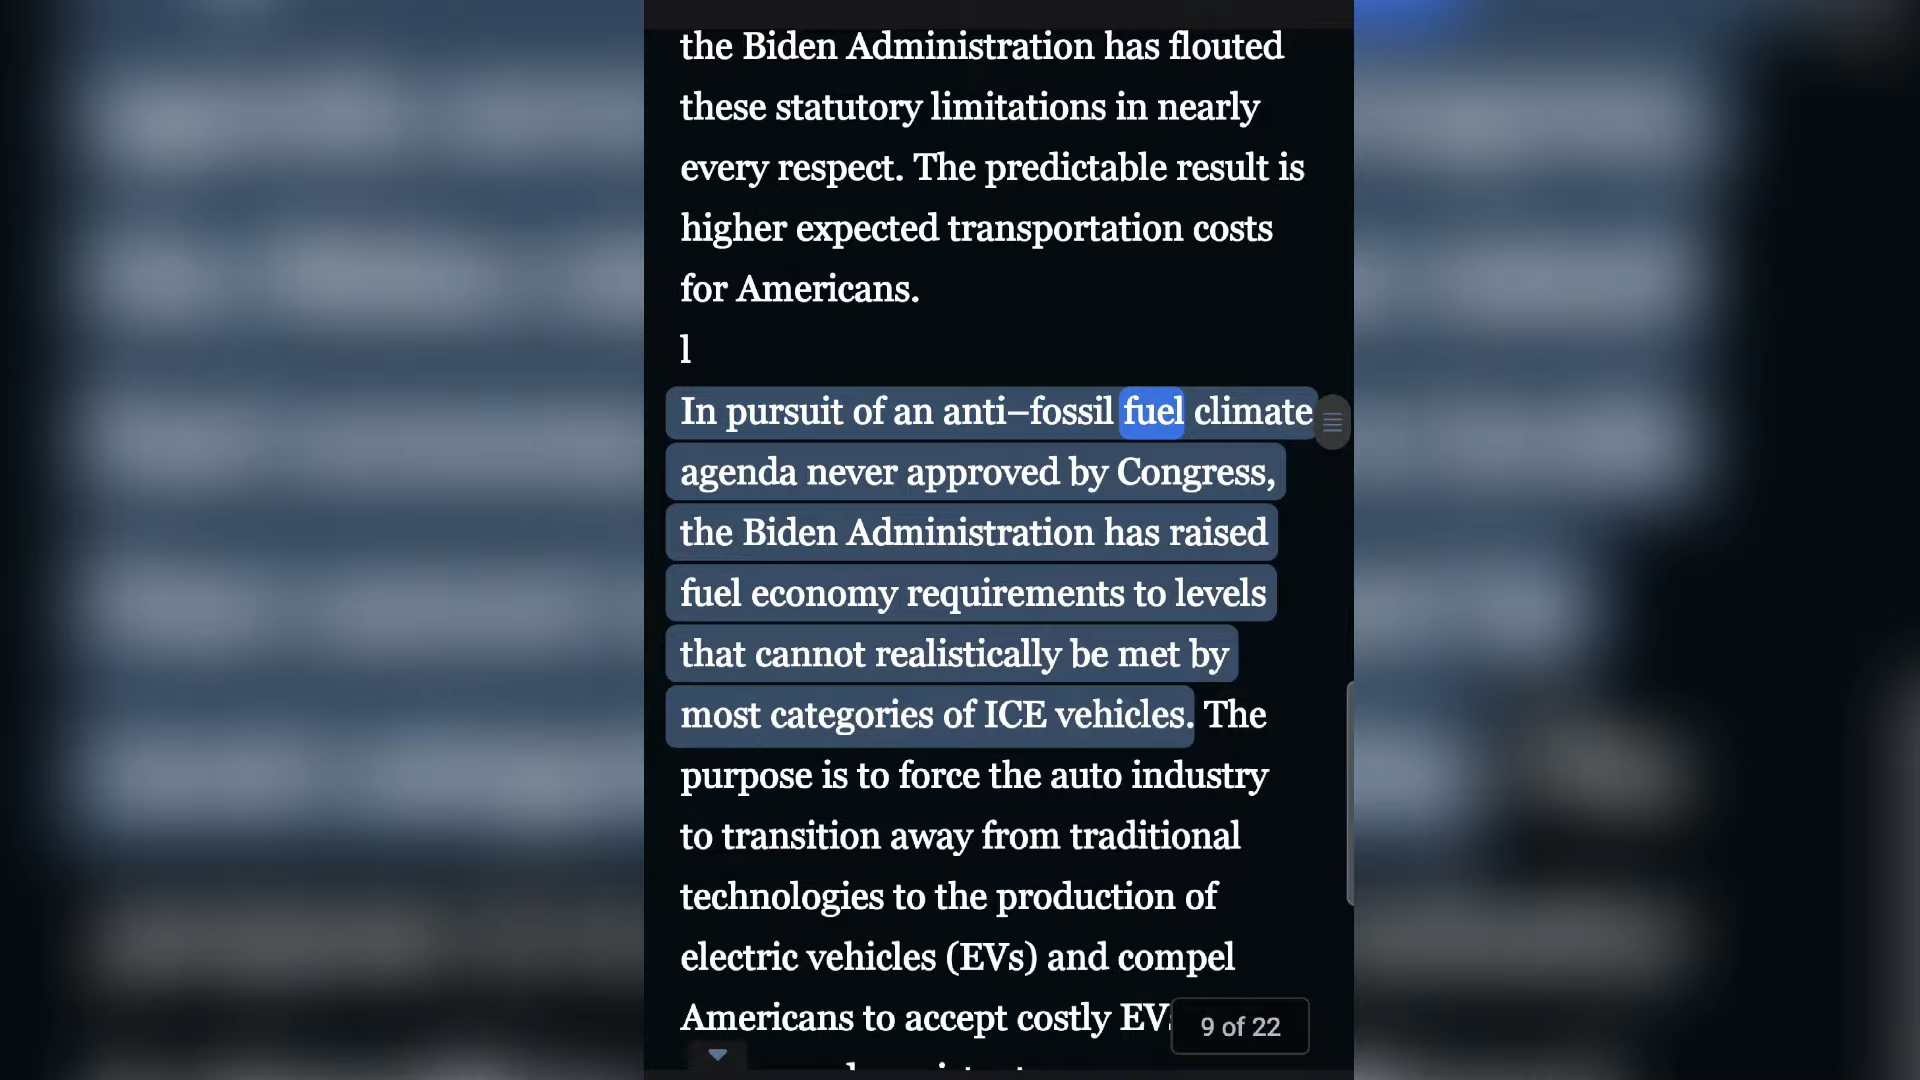 the Biden Administration has flouted
these statutory limitations in nearly
every respect. The predictable result is
higher expected transportation costs
for Americans.
l
In pursuit of an anti–fossil fuel climate
agenda never approved by Congress,
the Biden Administration has raised
fuel economy requirements to levels
that cannot realistically be met by
most categories of ICE vehicles. The
purpose is to force the auto industry
to transition away from traditional
technologies to the production of
electric vehicles (EVs) and compel
Americans to accept costly EV
9 of 22